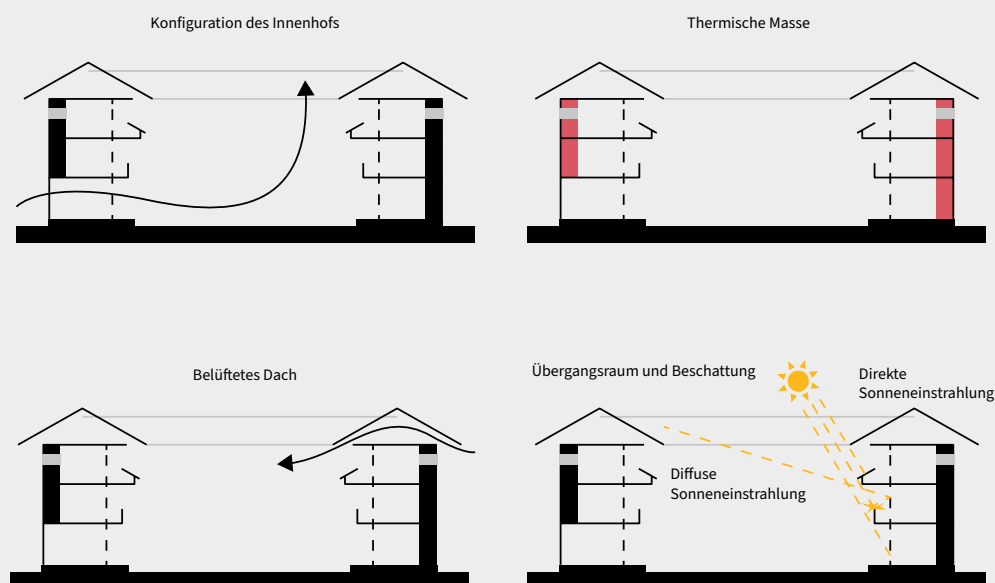 Konfiguration des Innenhofs
Thermische Masse
Belüftetes Dach
Übergangsraum und Beschattung
Direkte
Sonneneinstrahlung
Diffuse
Sonneneinstrahlung